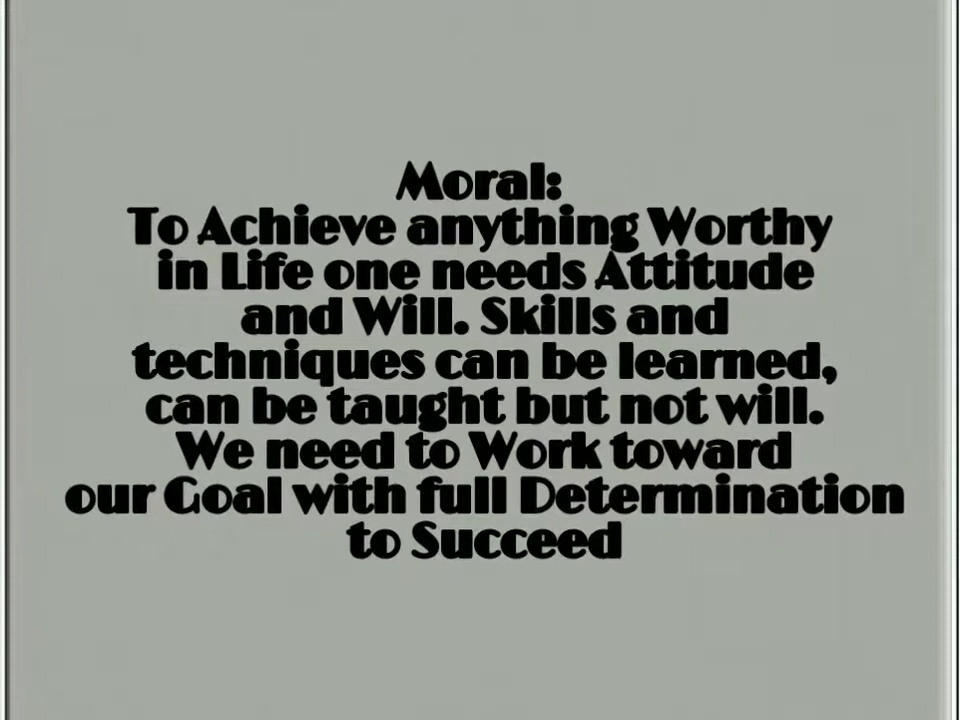 Moral:
To Achieve anything Worthy
in Life one needs Attitude
and Will. Skills and
techniques can be learned,
can be taught but not will.
We need to Work toward
our Goal with full Determination
to Succeed